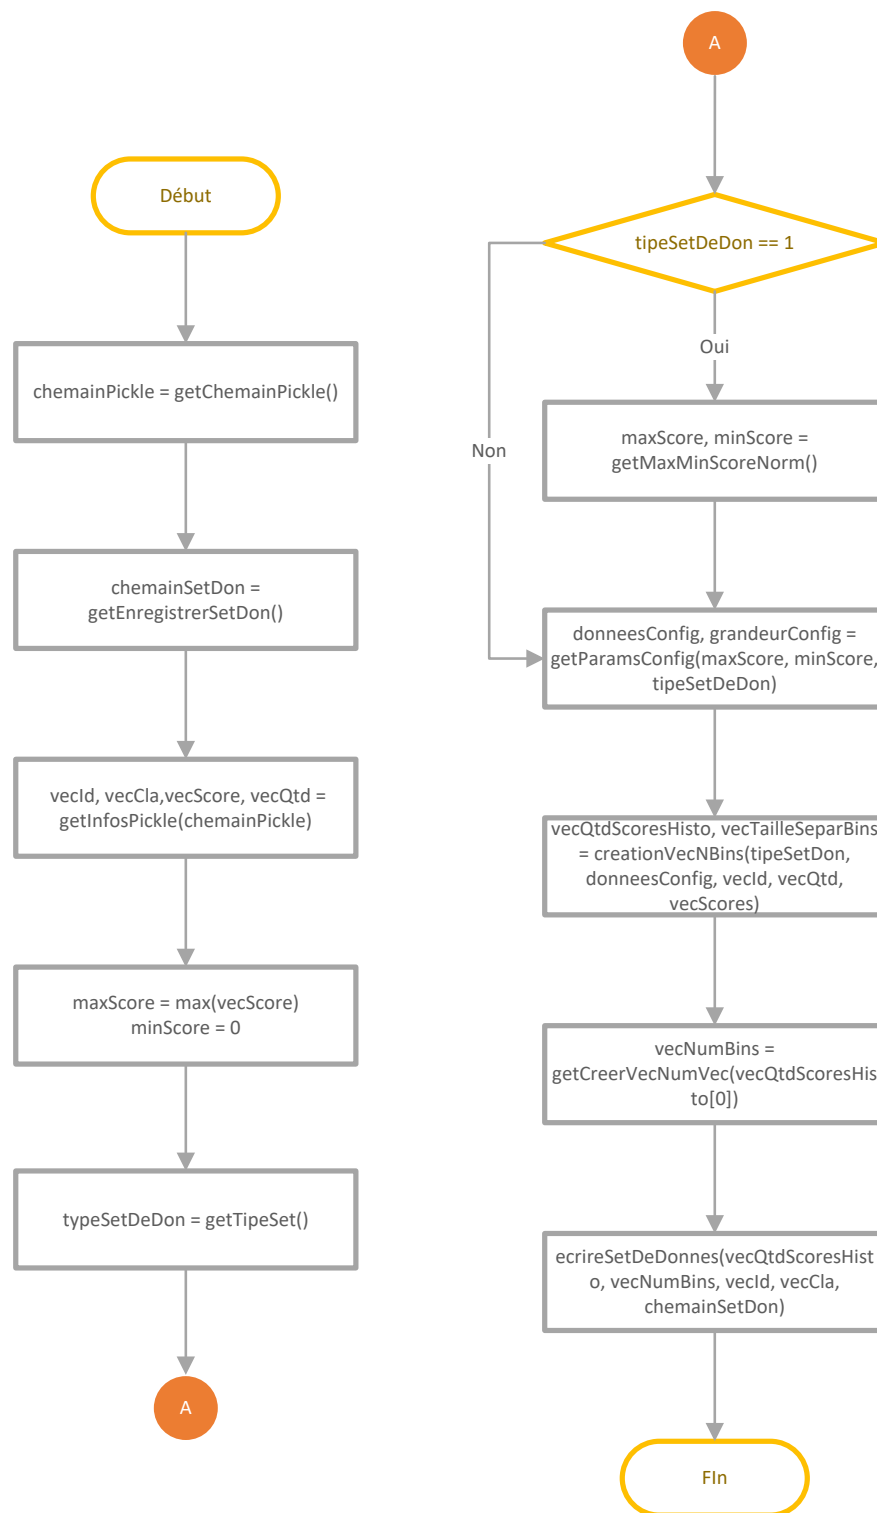 Début
chemainPickle = getChemainPickle()
chemainSetDon =
getEnregistrerSetDon()
vecId, vecCla,vecScore, vecQtd =
getInfosPickle(chemainPickle)
maxScore = max(vecScore)
minScore = 0
typeSetDeDon = getTipeSet()
A
A
tipeSetDeDon == 1
Oui
Non
maxScore, minScore =
getMaxMinScoreNorm()
donneesConfig, grandeurConfig =
getParamsConfig(maxScore, minScore,
tipeSetDeDon)
vecQtdScoresHisto, vecTailleSeparBins
= creationVecNBins(tipeSetDon,
donneesConfig, vecId, vecQtd,
vecScores)
vecNumBins =
getCreerVecNumVec(vecQtdScoresHis
to[0])
ecrireSetDeDonnes(vecQtdScoresHist
o, vecNumBins, vecId, vecCla,
chemainSetDon)
FIn